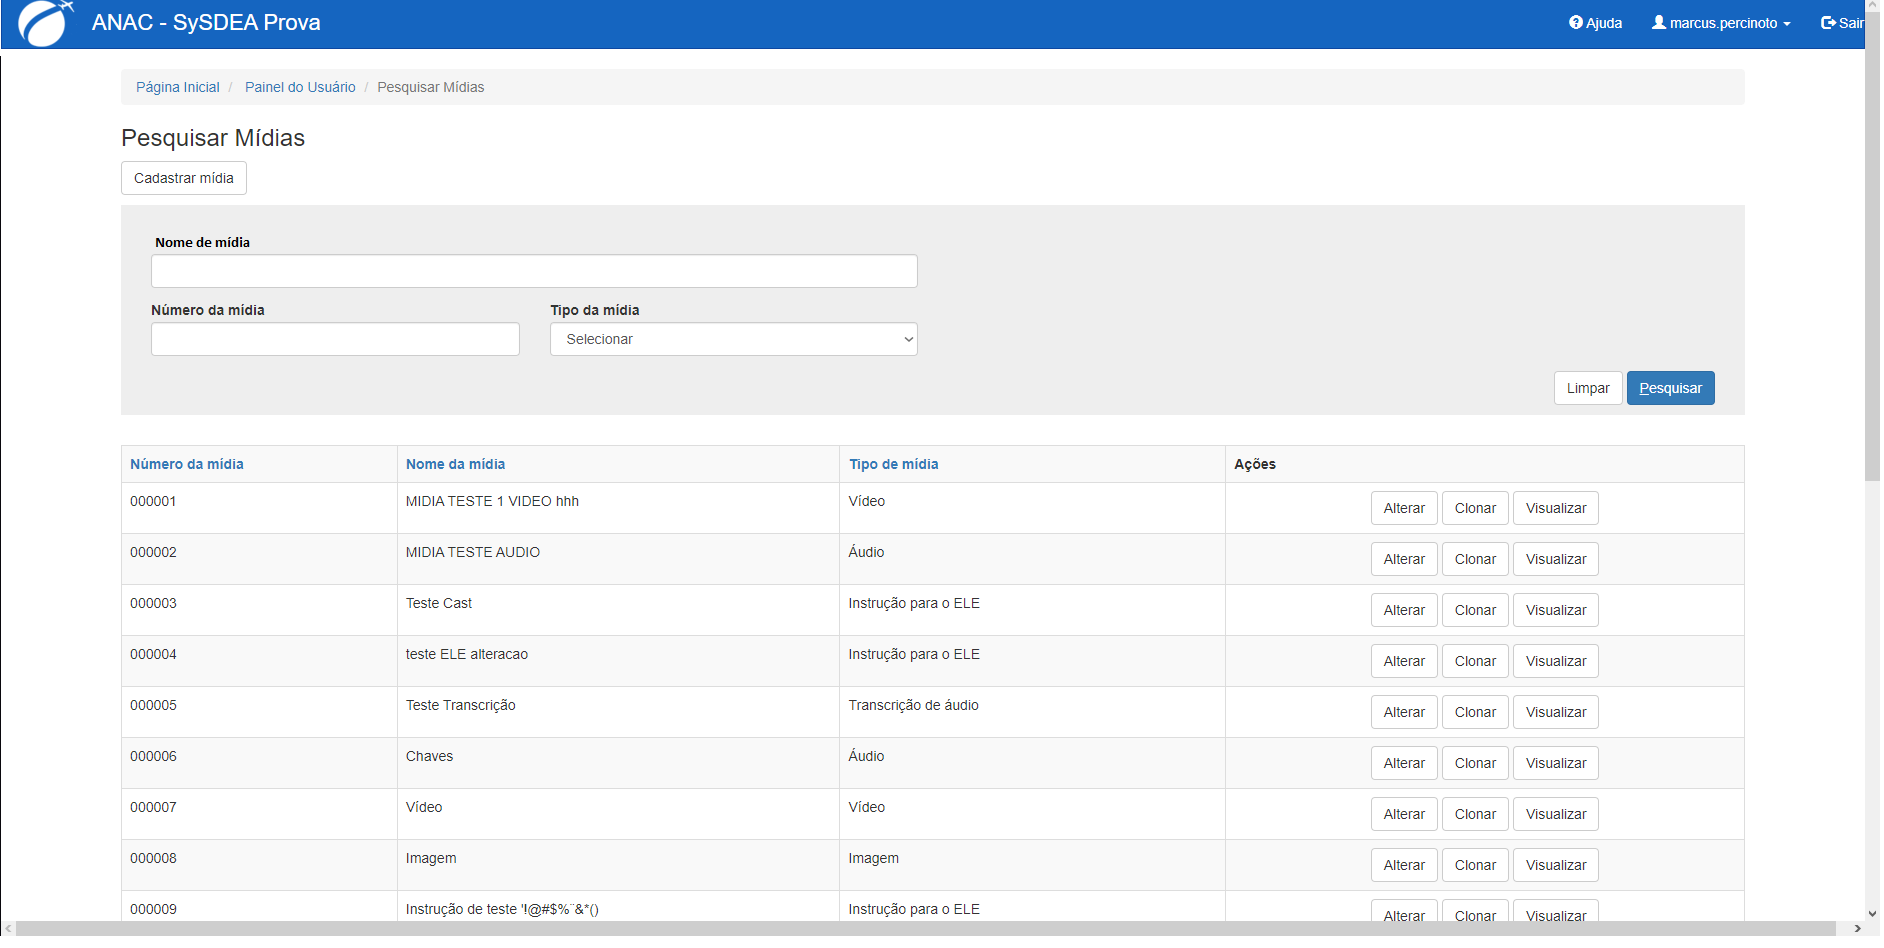 ANAC - SySDEA Prova
Ajuda marcus.percinoto Sair
Página Inicial / Painel do Usuário / Pesquisar Mídias
Pesquisar Mídias
Cadastrar mídia
Nome de mídia
Número da mídia Tipo da mídia
Selecionar
Limpar Pesquisar
Número da mídia Nome da mídia Tipo de mídia Ações
000001 MIDIA TESTE 1 VIDEO hhh Vídeo Alterar Clonar Visualizar
000002 MIDIA TESTE AUDIO Áudio Alterar Clonar Visualizar
000003 Teste Cast Instrução para o ELE Alterar Clonar Visualizar
000004 teste ELE alteracao Instrução para o ELE Alterar Clonar Visualizar
000005 Teste Transcrição Transcrição de áudio Alterar Clonar Visualizar
000006 Chaves Áudio Alterar Clonar Visualizar
000007 Vídeo Vídeo Alterar Clonar Visualizar
000008 Imagem Imagem Alterar Clonar Visualizar
000009 Instrução de teste '!@#$%¨&*() Instrução para o ELE Alterar Clonar Visualizar